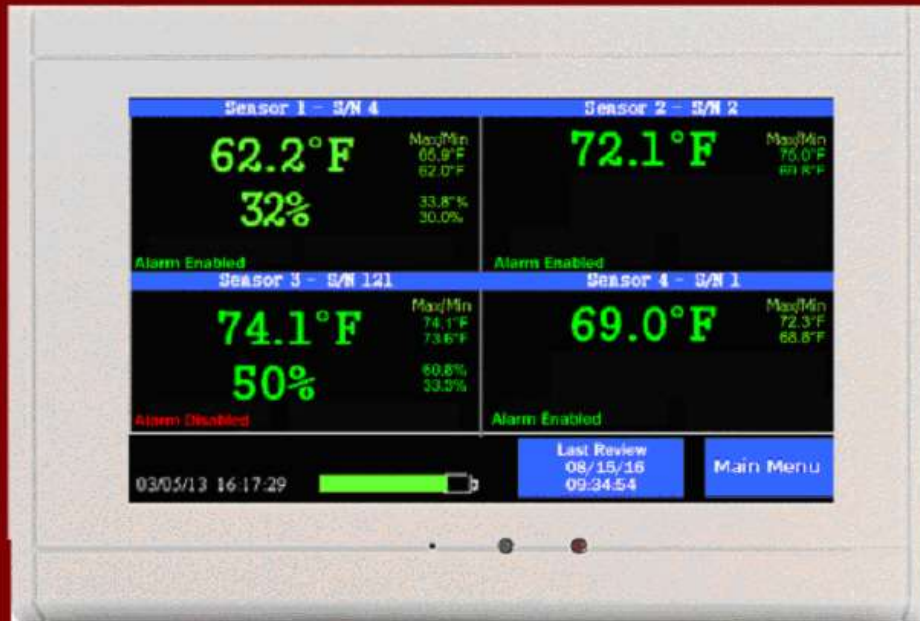 Sensor 1 - S/N 4
62.2°F
Max/Min
65.9°F
62.0°F
32%
33.8°%
30.0%
Alarm Enabled
Sensor 2 - S/N 2
72.1°F
Max/Min
75.0°F
69.8°F
Alarm Enabled
Sensor 3 - S/N 121
74.1°F
Max/Min
74.1°F
73.6°F
50%
60.8%
33.3%
Alarm Disabled
Sensor 4 - S/N 1
69.0°F
Max/Min
72.3°F
68.8°F
Alarm Enabled
03/05/13 16:17:29
Last Review
08/15/16
09:34:54
Main Menu